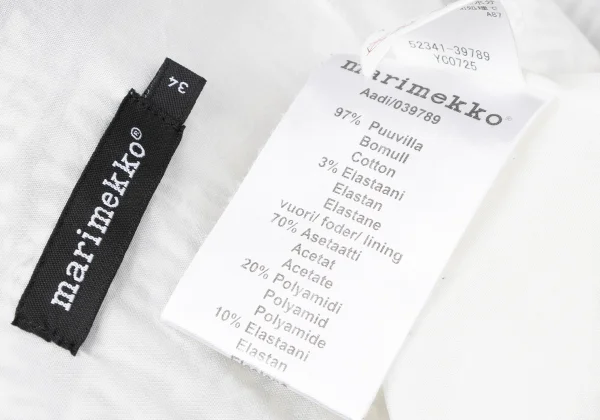 34
marimekko®
A87
52341-39789
YC0725
marimekko®
Aadi/039789
97% Puuvilla
Bomull
Cotton
3% Elastaani
Elastan
Elastane
vuori/ foder/ lining
70% Asetaatti
Acetat
Acetate
20% Polyamidi
Polyamid
Polyamide
10% Elastaani
Elastan